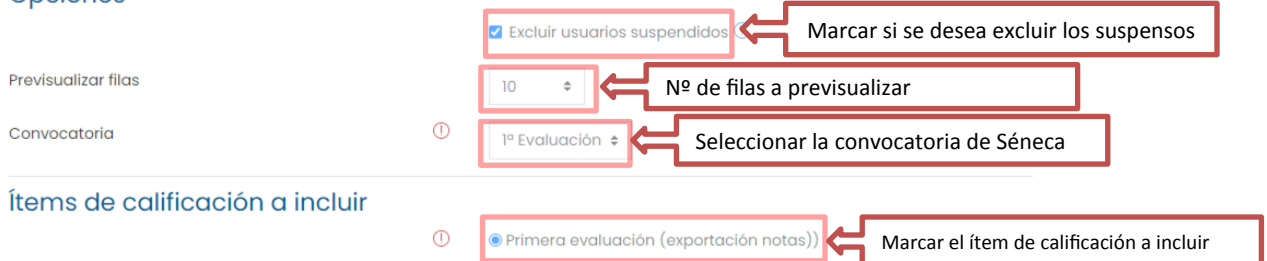 Opciones
Excluir usuarios suspendidos
Marcar si se desea excluir los suspensos
Previsualizar filas
10
Nº de filas a previsualizar
Convocatoria
1ª Evaluación
Seleccionar la convocatoria de Séneca
Ítems de calificación a incluir
Primera evaluación (exportación notas))
Marcar el ítem de calificación a incluir